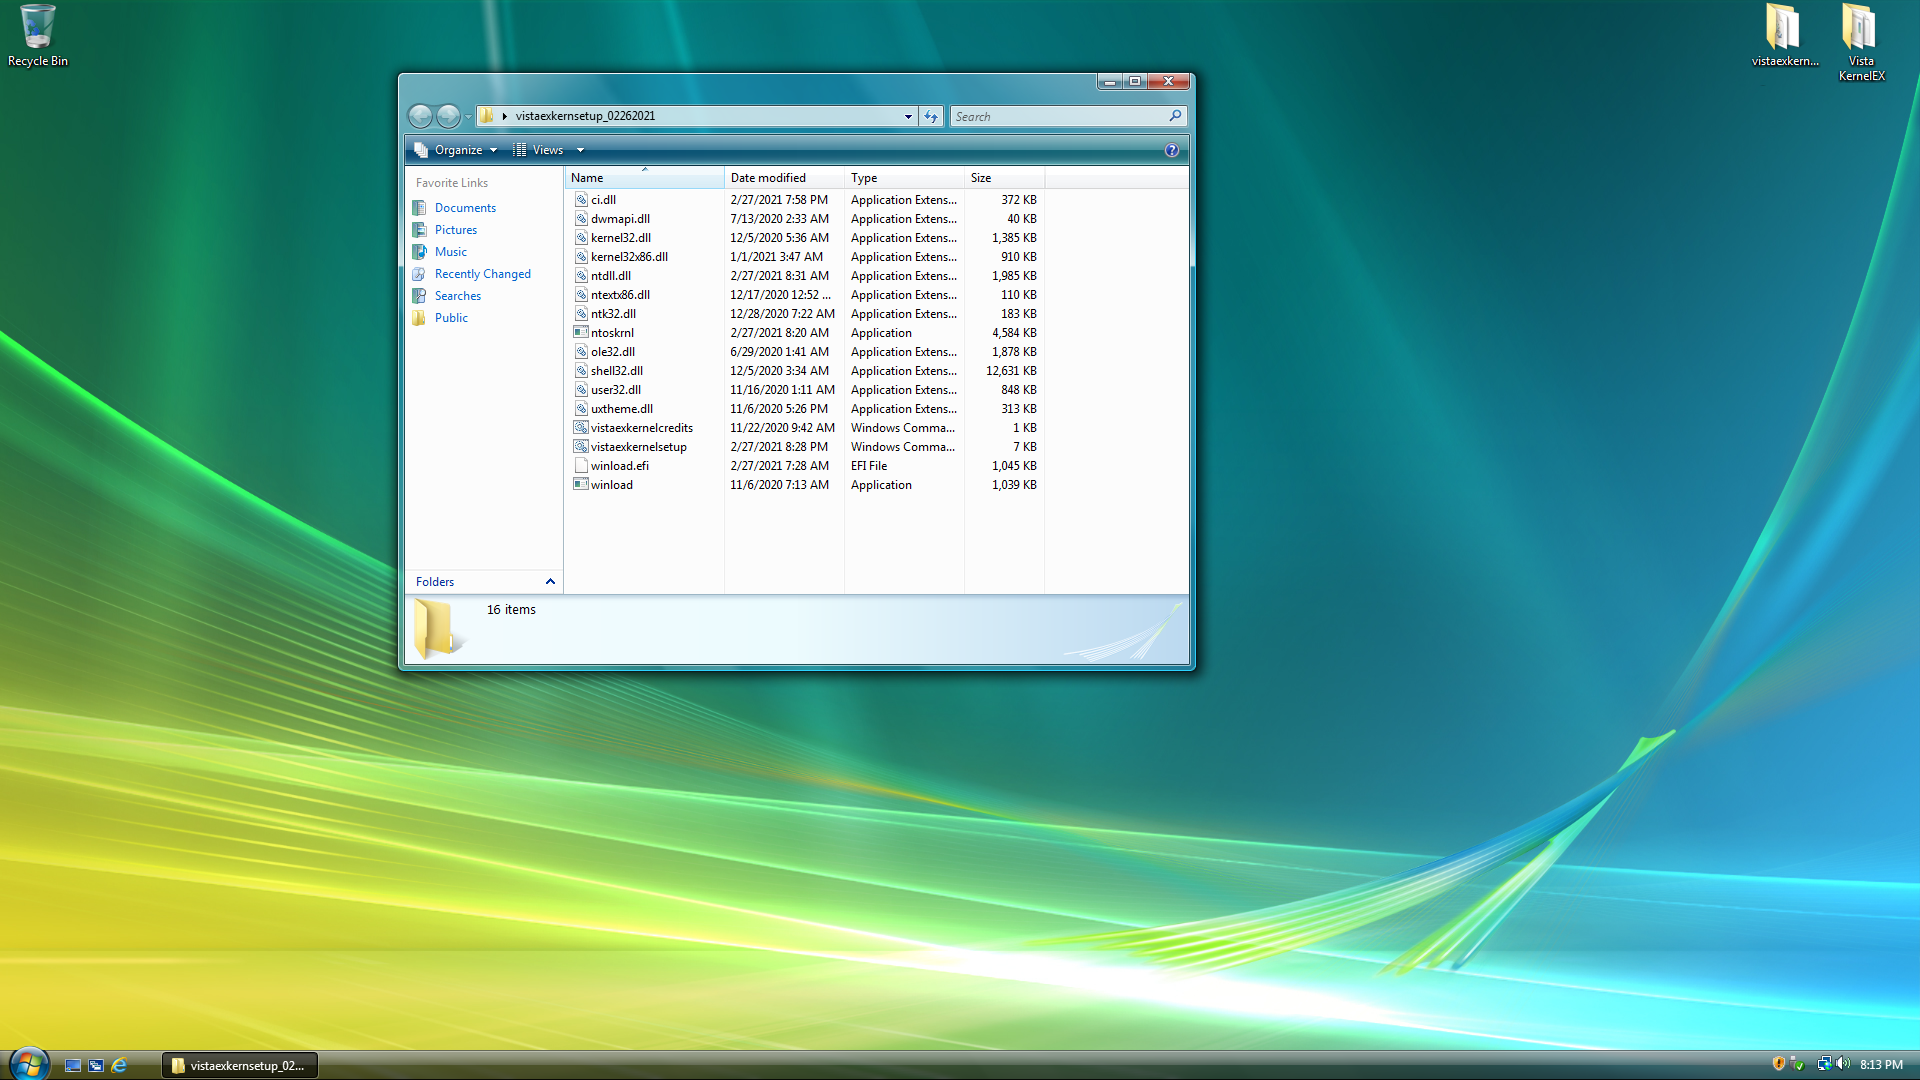 Recycle Bin
vistaexkern...
Vista
KernelEX
vistaexkernsetup_02262021
Search
Organize
Views
Favorite Links
Documents
Pictures
Music
Recently Changed
Searches
Public
Folders
Name Date modified Type Size
ci.dll 2/27/2021 7:58 PM Application Extens... 372 KB
dwmapi.dll 7/13/2020 2:33 AM Application Extens... 40 KB
kernel32.dll 12/5/2020 5:36 AM Application Extens... 1,385 KB
kernel32x86.dll 1/1/2021 3:47 AM Application Extens... 910 KB
ntdll.dll 2/27/2021 8:31 AM Application Extens... 1,985 KB
ntextx86.dll 12/17/2020 12:52 ... Application Extens... 110 KB
ntk32.dll 12/28/2020 7:22 AM Application Extens... 183 KB
ntoskrnl 2/27/2021 8:20 AM Application 4,584 KB
ole32.dll 6/29/2020 1:41 AM Application Extens... 1,878 KB
shell32.dll 12/5/2020 3:34 AM Application Extens... 12,631 KB
user32.dll 11/16/2020 1:11 AM Application Extens... 848 KB
uxtheme.dll 11/6/2020 5:26 PM Application Extens... 313 KB
vistaexkernelcredits 11/22/2020 9:42 AM Windows Comma... 1 KB
vistaexkernelsetup 2/27/2021 8:28 PM Windows Comma... 7 KB
winload.efi 2/27/2021 7:28 AM EFI File 1,045 KB
winload 11/6/2020 7:13 AM Application 1,039 KB
16 items
vistaexkernsetup_02...
8:13 PM